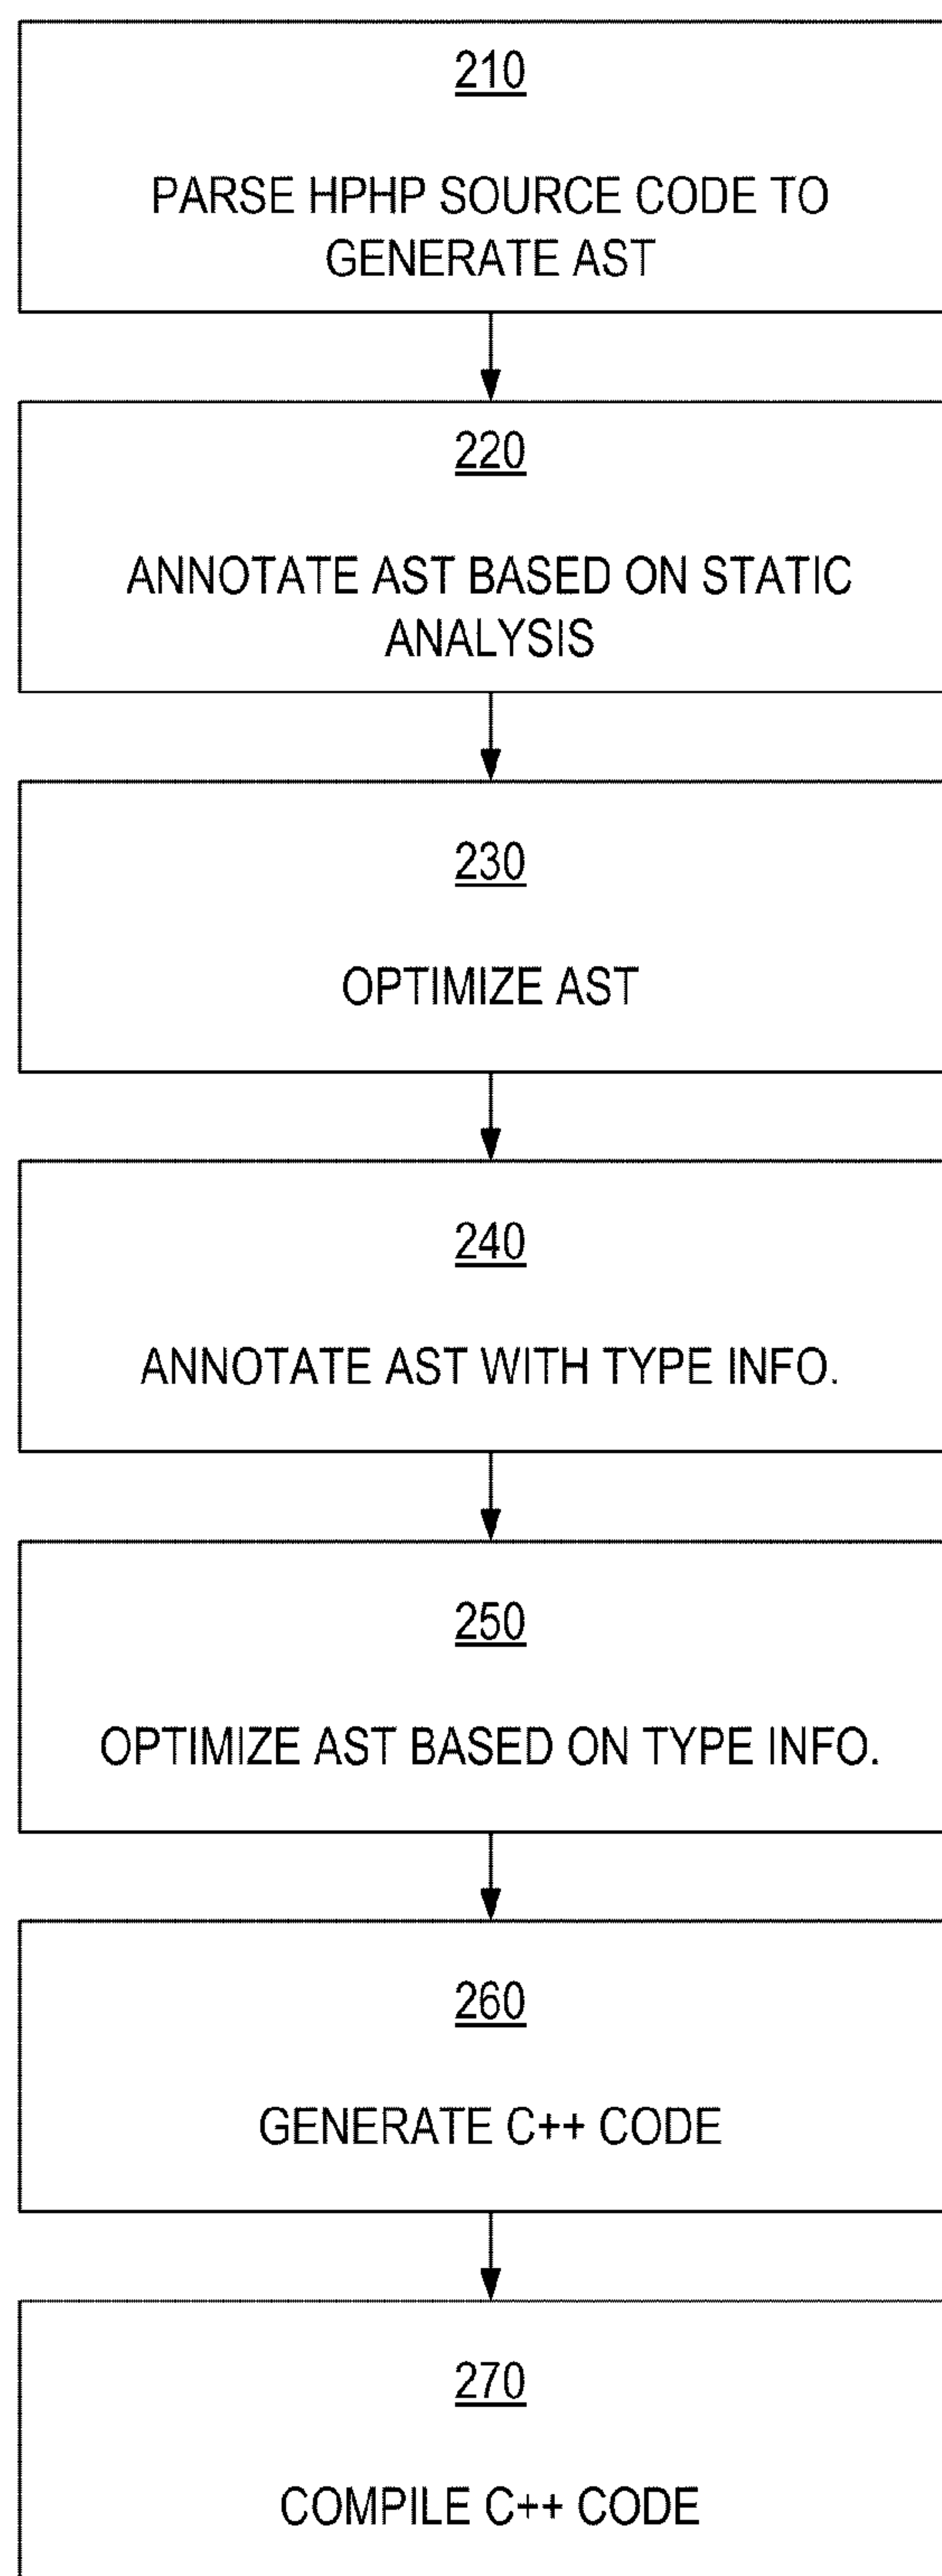 210
PARSE HPHP SOURCE CODE TO
GENERATE AST
220
ANNOTATE AST BASED ON STATIC
ANALYSIS
230
OPTIMIZE AST
240
ANNOTATE AST WITH TYPE INFO.
250
OPTIMIZE AST BASED ON TYPE INFO.
260
GENERATE C++ CODE
270
COMPILE C++ CODE